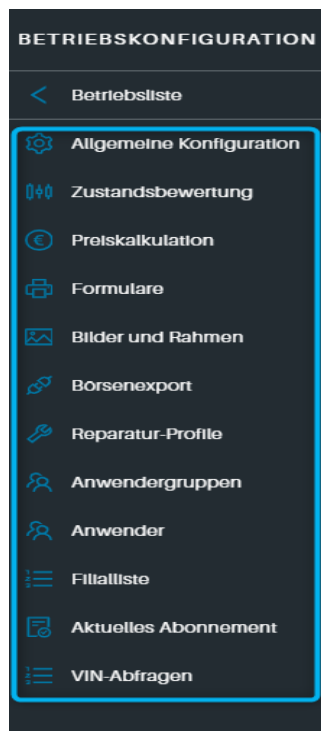 BETRIEBSKONFIGURATION
Betriebsliste
Allgemeine Konfiguration
Zustandsbewertung
Preiskalkulation
Formulare
Bilder und Rahmen
Börsenexport
Reparatur-Profile
Anwendergruppen
Anwender
Filialliste
Aktuelles Abonnement
VIN-Abfragen